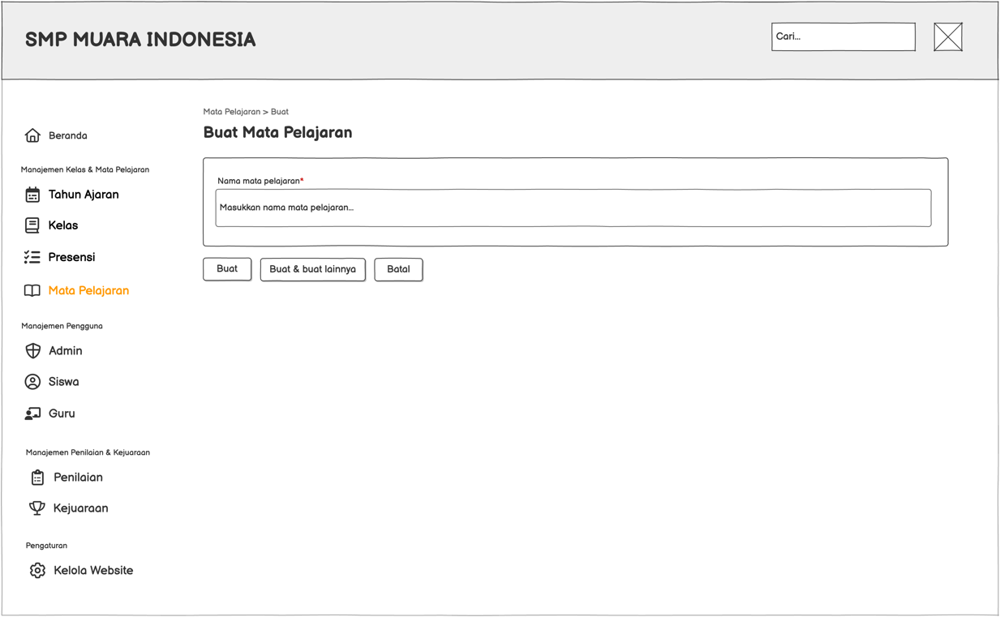 SMP MUARA INDONESIA
Cari...
Mata Pelajaran > Buat
Buat Mata Pelajaran
Beranda
Manajemen Kelas & Mata Pelajaran
Tahun Ajaran
Kelas
Presensi
Mata Pelajaran
Manajemen Pengguna
Admin
Siswa
Guru
Manajemen Penilaian & Kejuaraan
Penilaian
Kejuaraan
Pengaturan
Kelola Website
Nama mata pelajaran*
Masukkan nama mata pelajaran...
Buat
Buat & buat lainnya
Batal